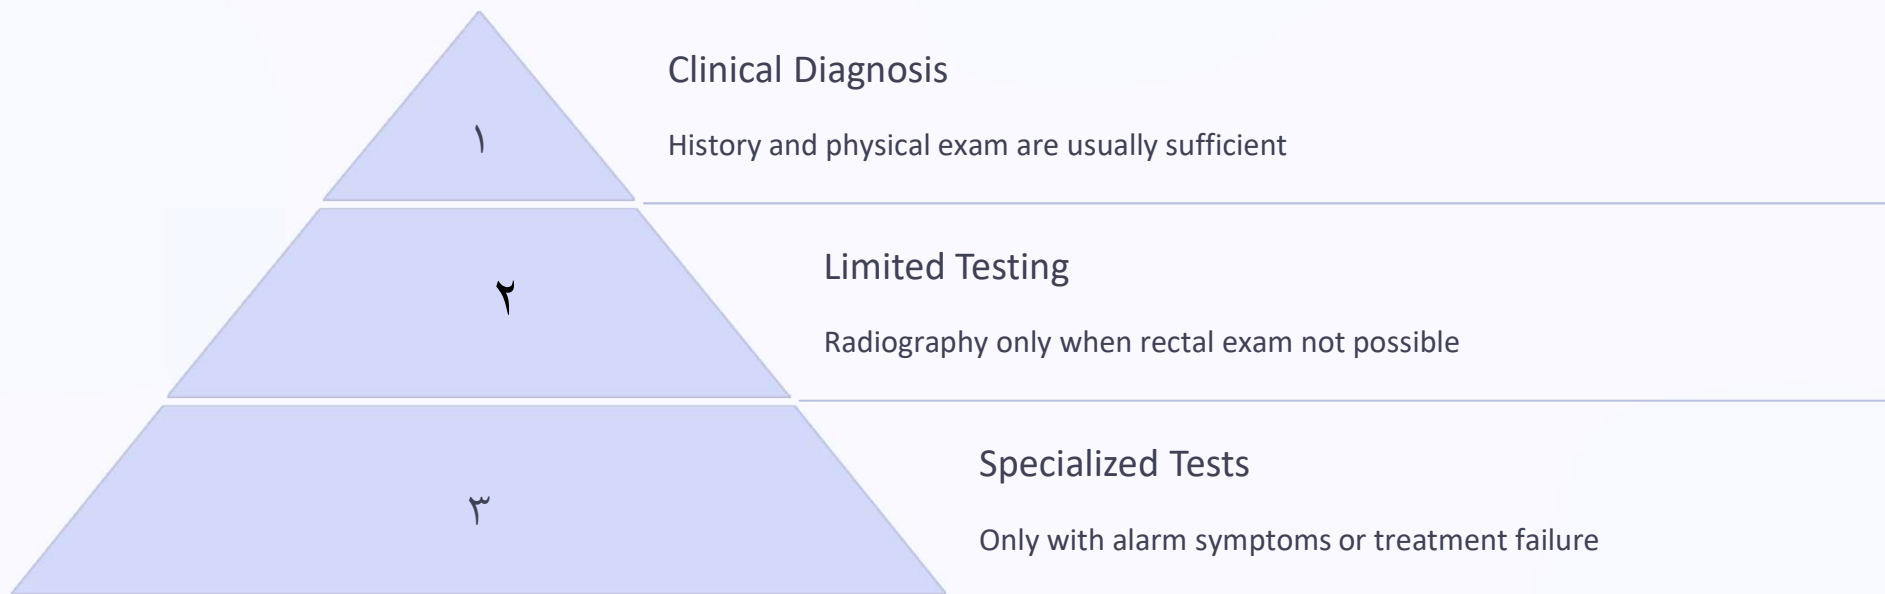 Clinical Diagnosis
١
History and physical exam are usually sufficient
Limited Testing
٢
Radiography only when rectal exam not possible
Specialized Tests
٣
Only with alarm symptoms or treatment failure